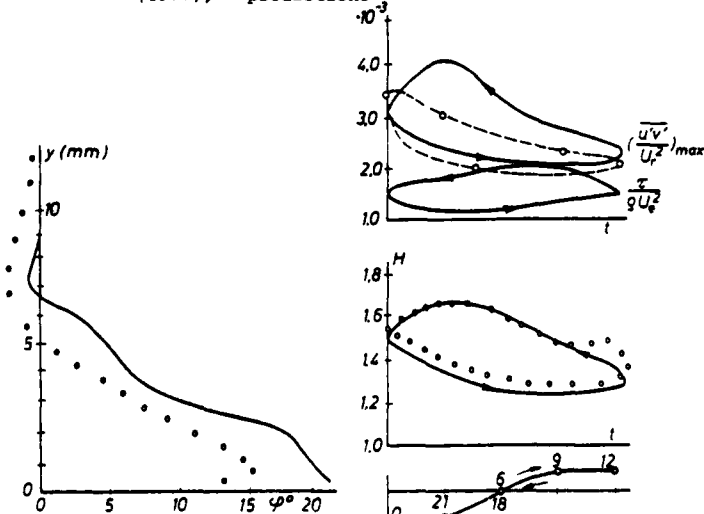 ·10⁻³
4,0
3,0
2,0
1,0
(u'v'/U_r²)max
τ/ρU_e²
t
y (mm)
10
5
0
0 5 10 15 φ° 20
H
1,8
1,6
1,4
1,2
1,0
t
6 9 12
21 18
0